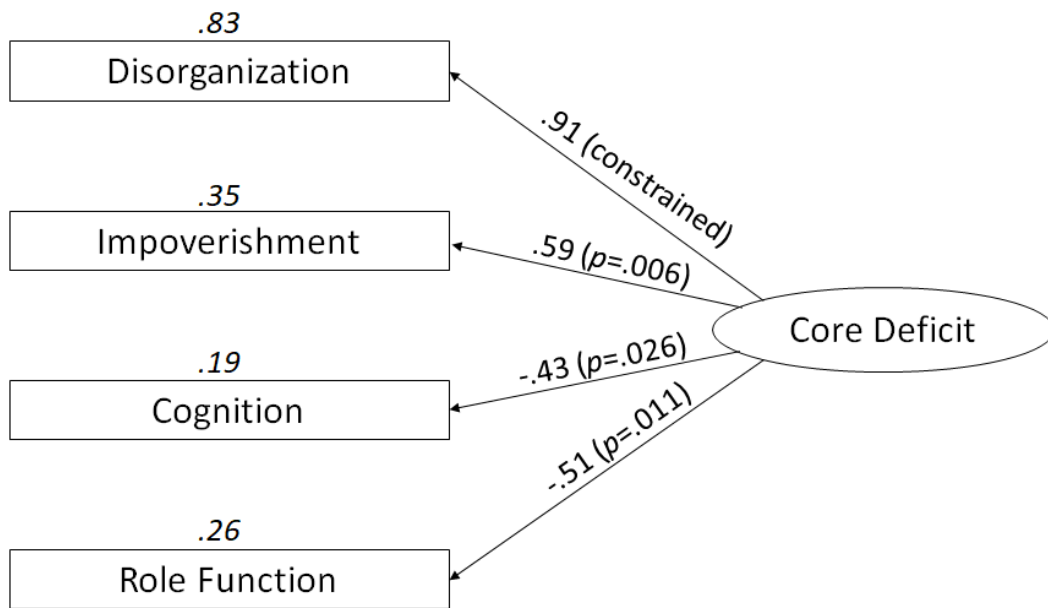 .83
Disorganization
.91 (constrained)
.35
Impoverishment
.59 (p=.006)
Core Deficit
.19
-.43 (p=.026)
Cognition
-.51 (p=.011)
.26
Role Function